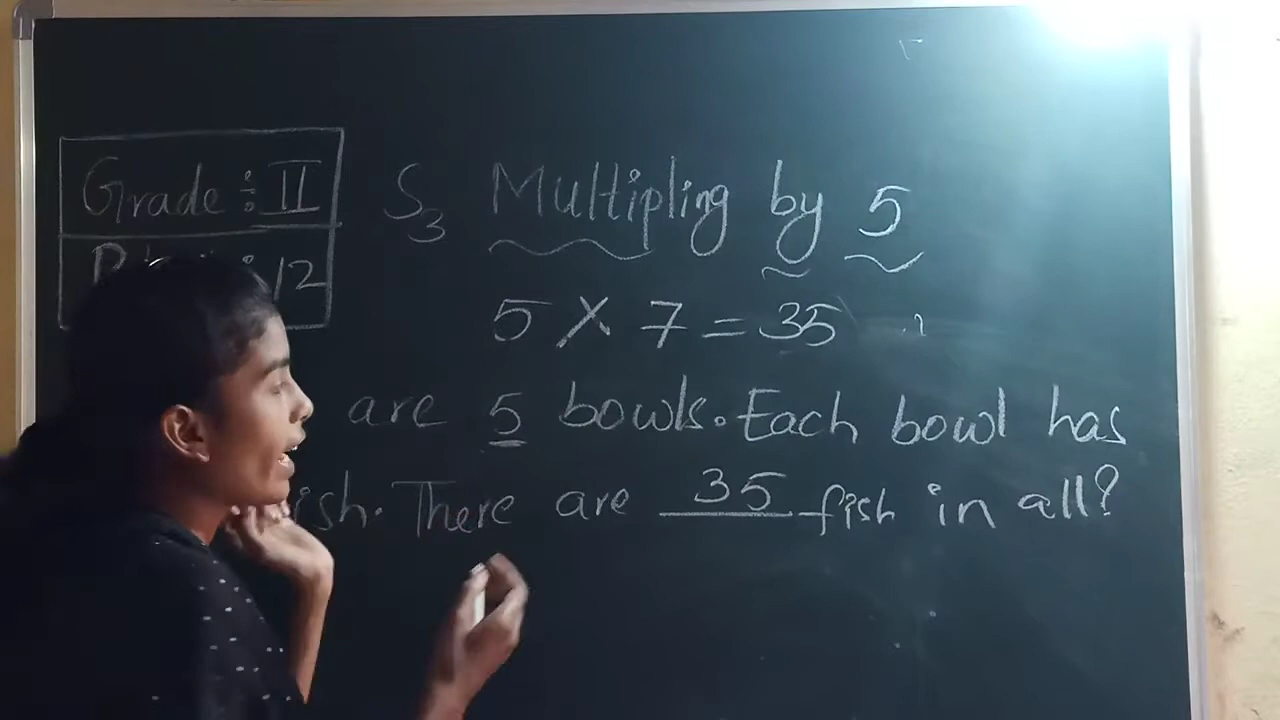 Grade : II
12
S3 Multipling by 5
5 X 7 = 35
are 5 bowls. Each bowl has
ish. There are 35 fish in all?